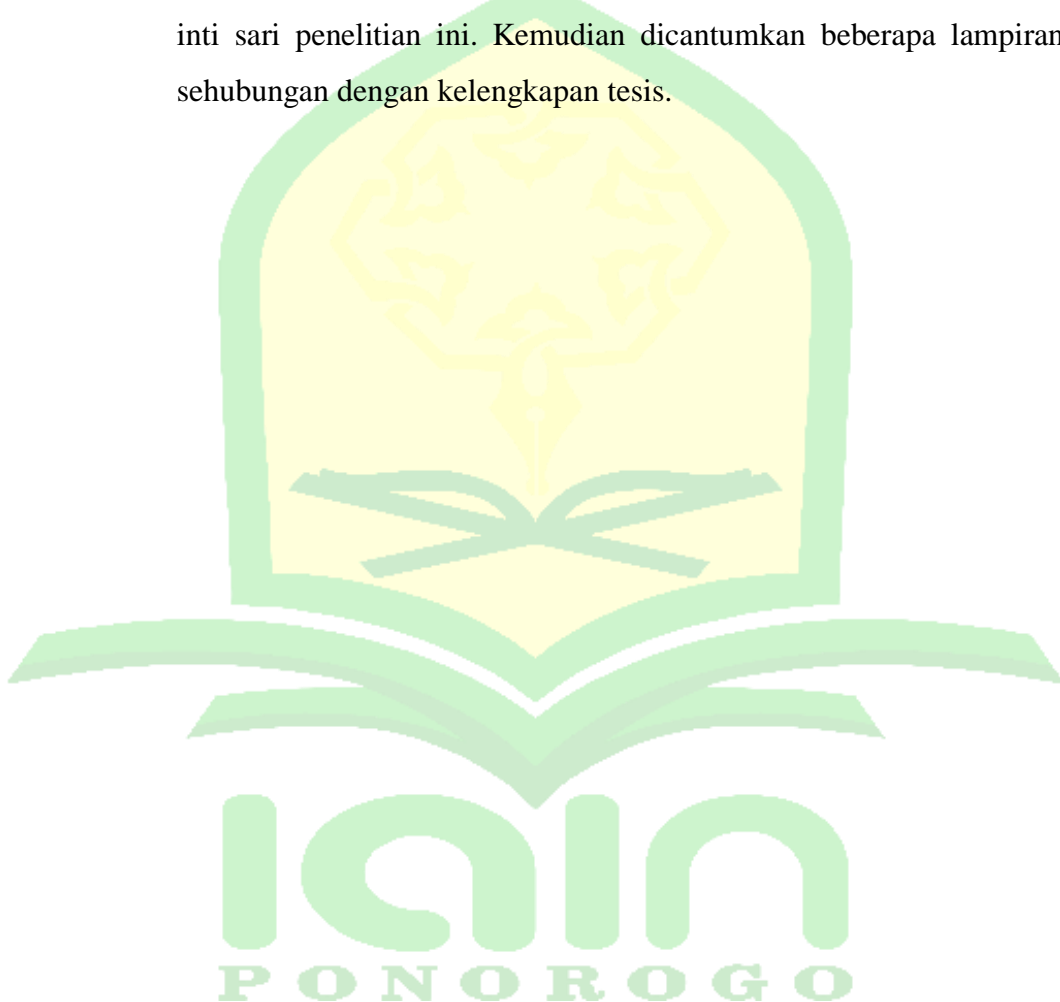 inti sari penelitian ini. Kemudian dicantumkan beberapa lampiran
sehubungan dengan kelengkapan tesis.
IAIN
PONOROGO